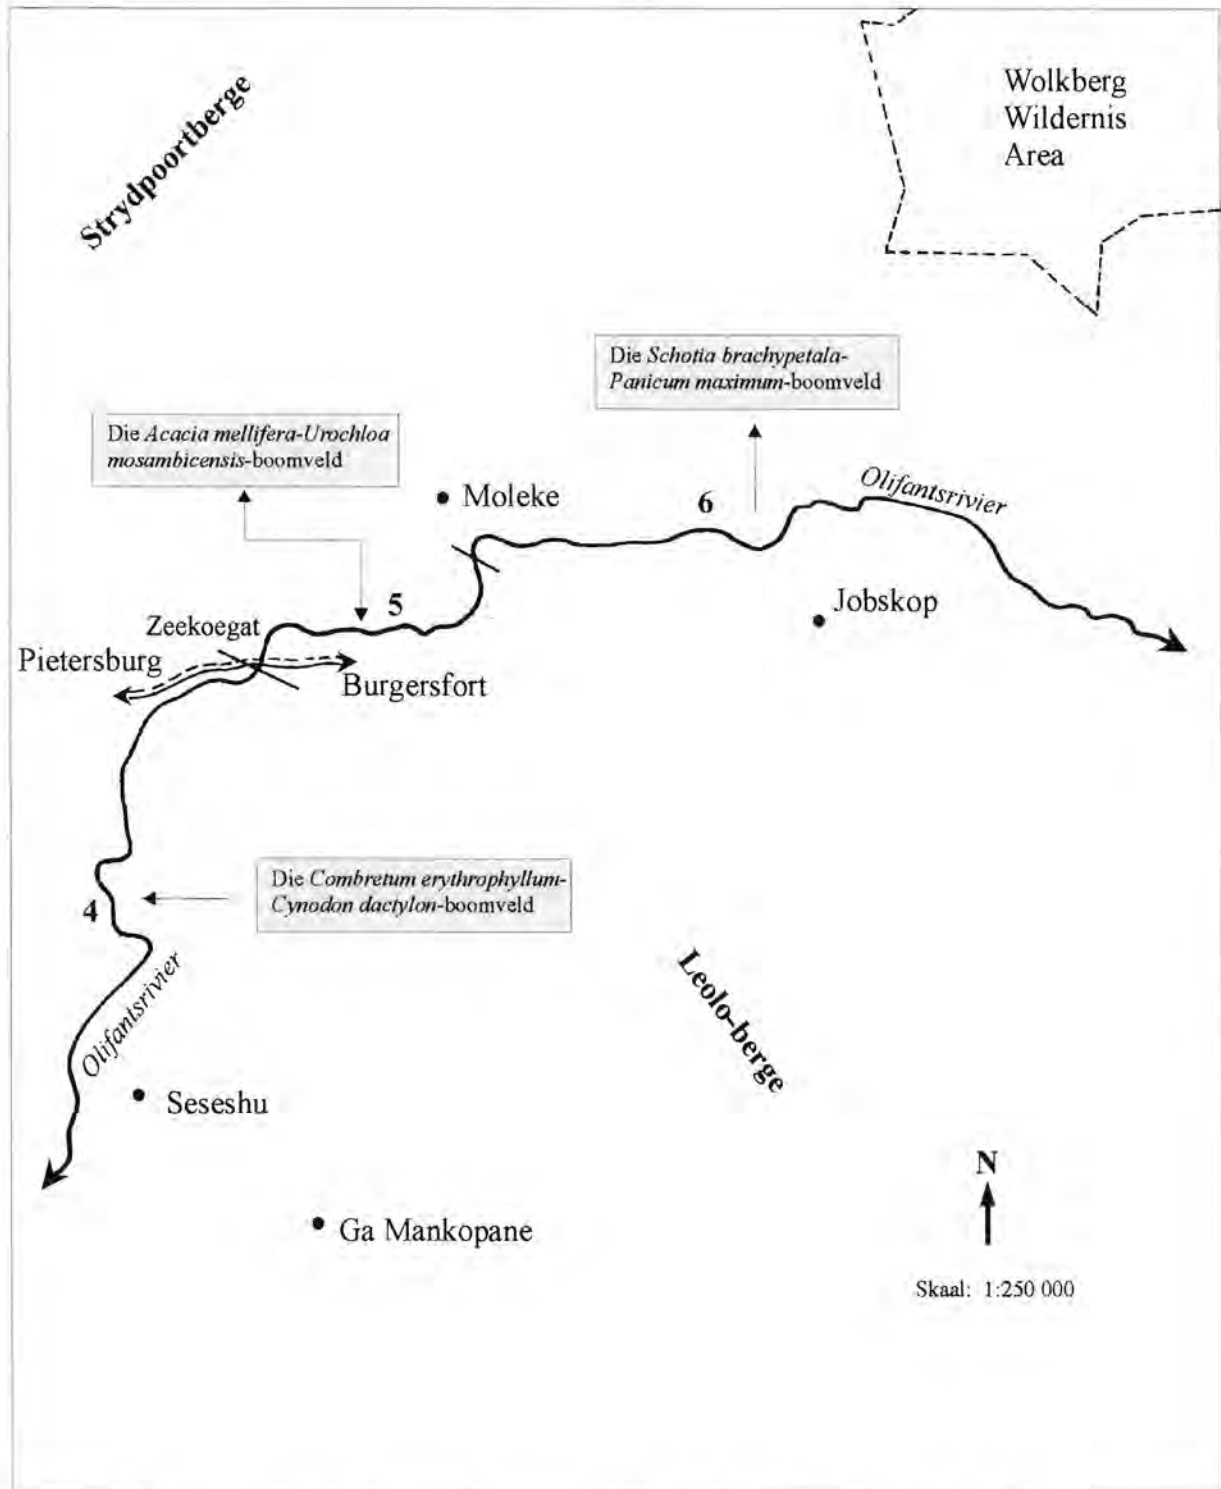 Strydpoortberge
Wolkberg
Wildernis
Area
Die Schotia brachypetala-
Panicum maximum-boomveld
Die Acacia mellifera-Urochloa
mosambicensis-boomveld
Moleke
6
Olifantsrivier
5
Jobskop
Zeekoegat
Pietersburg
Burgersfort
Die Combretum erythrophyllum-
Cynodon dactylon-boomveld
4
Olifantsrivier
Leolo-berge
Seseshu
N
Ga Mankopane
Skaal: 1:250 000